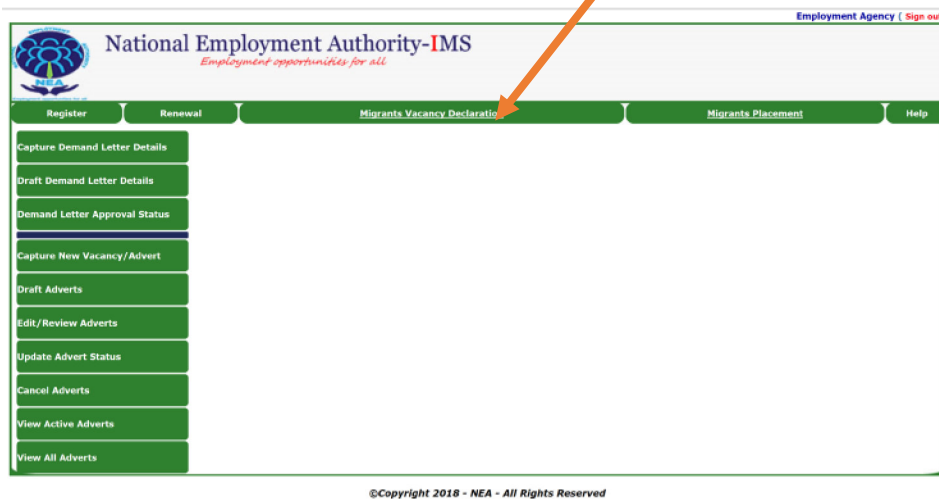 Employment Agency ( Sign out
National Employment Authority-IMS
Employment opportunities for all
NEA
Register Renewal Migrants Vacancy Declaration Migrants Placement Help
Capture Demand Letter Details
Draft Demand Letter Details
Demand Letter Approval Status
Capture New Vacancy/Advert
Draft Adverts
Edit/Review Adverts
Update Advert Status
Cancel Adverts
View Active Adverts
View All Adverts
©Copyright 2018 - NEA - All Rights Reserved